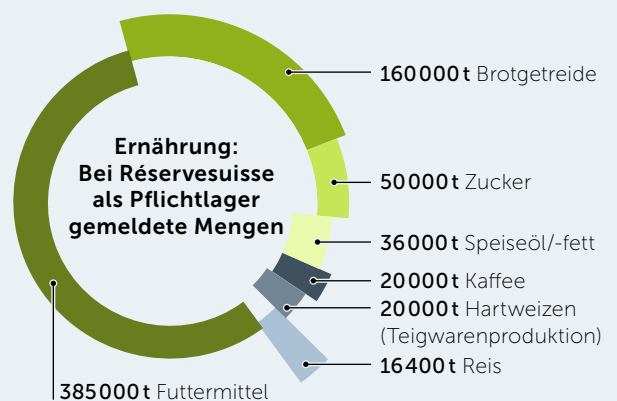 Ernährung:
Bei Réservesuisse
als Pflichtlager
gemeldete Mengen
160 000 t Brotgetreide
50 000 t Zucker
36 000 t Speiseöl/-fett
20 000 t Kaffee
20 000 t Hartweizen
(Teigwarenproduktion)
16 400 t Reis
385 000 t Futtermittel